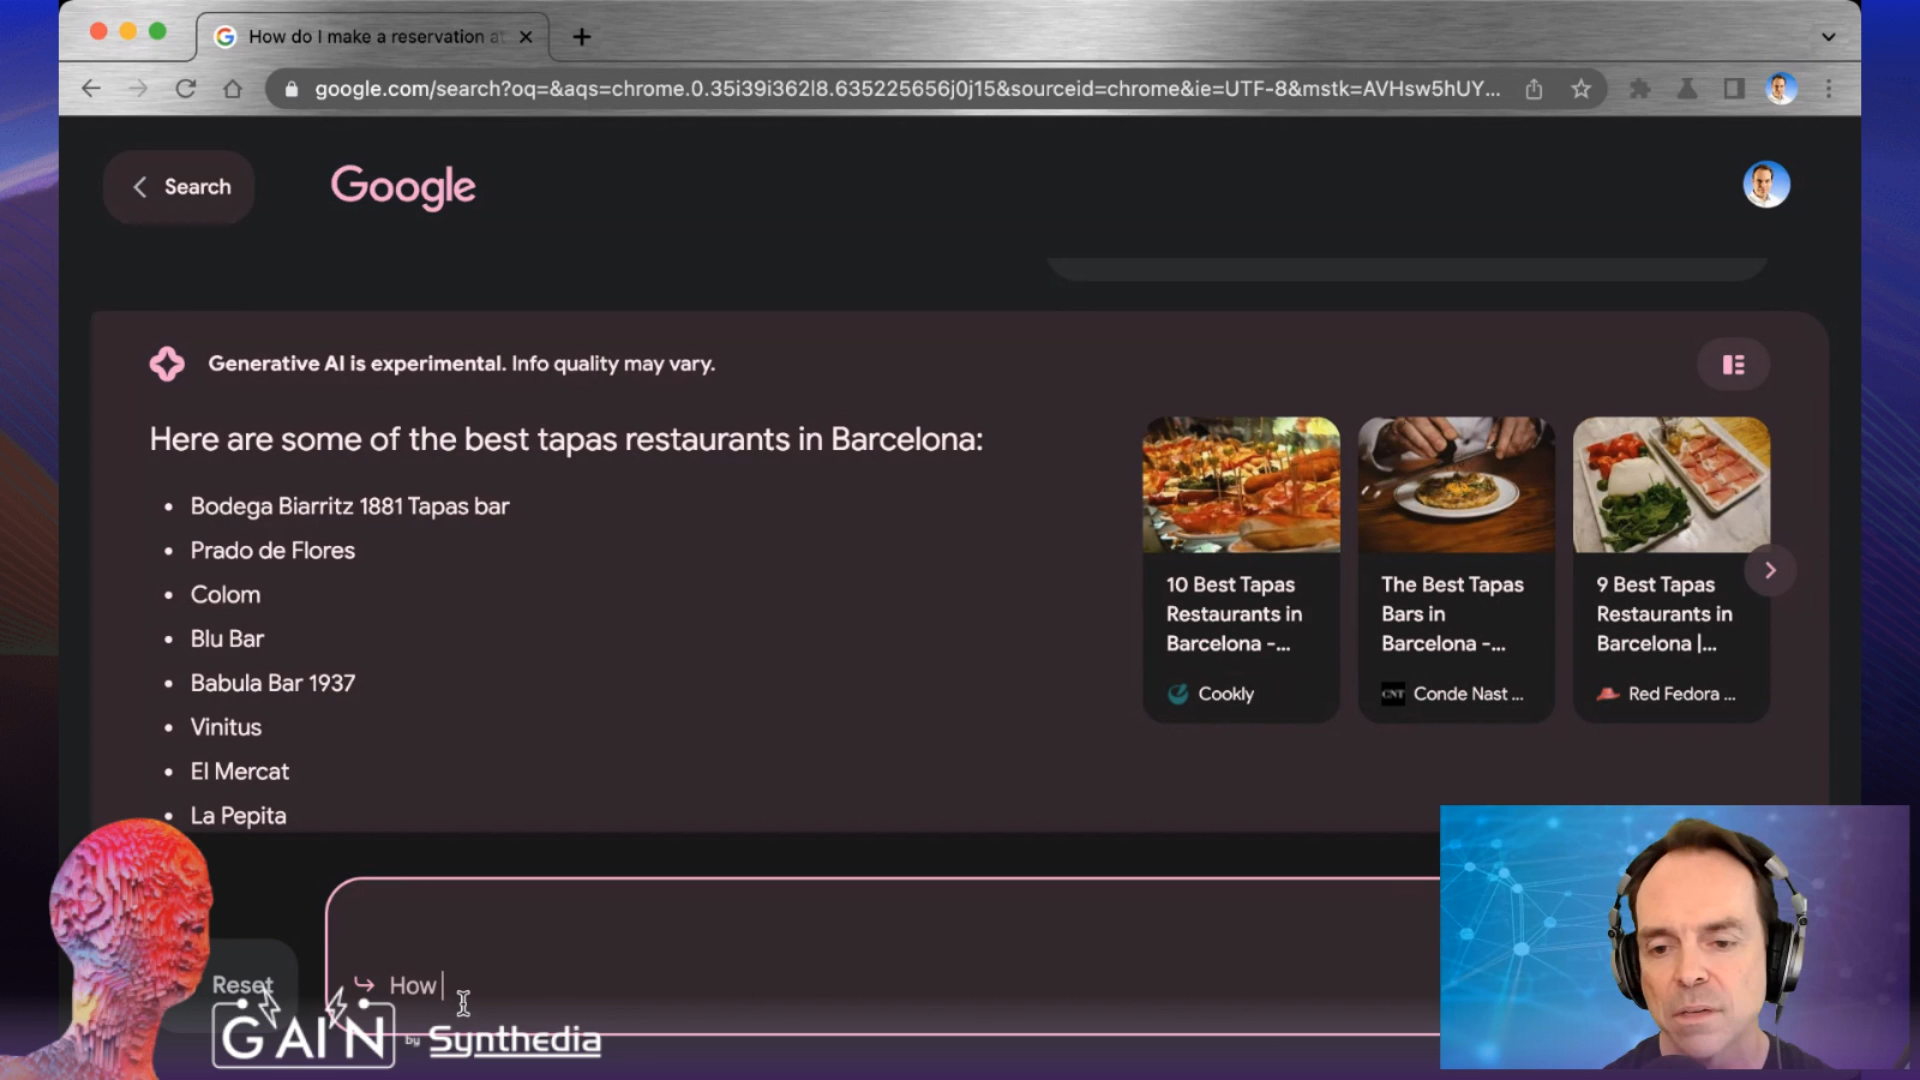 How do I make a reservation at
google.com/search?oq=&aqs=chrome.0.35i39i362l8.635225656j0j15&sourceid=chrome&ie=UTF-8&mstk=AVHsw5hUY...
Search
Google
Generative AI is experimental. Info quality may vary.
Here are some of the best tapas restaurants in Barcelona:
• Bodega Biarritz 1881 Tapas bar
• Prado de Flores
• Colom
• Blu Bar
• Babula Bar 1937
• Vinitus
• El Mercat
• La Pepita
10 Best Tapas
Restaurants in
Barcelona -...
Cookly
The Best Tapas
Bars in
Barcelona -...
CNT Conde Nast ...
9 Best Tapas
Restaurants in
Barcelona |...
Red Fedora ...
Reset
How
GAIN by Synthedia